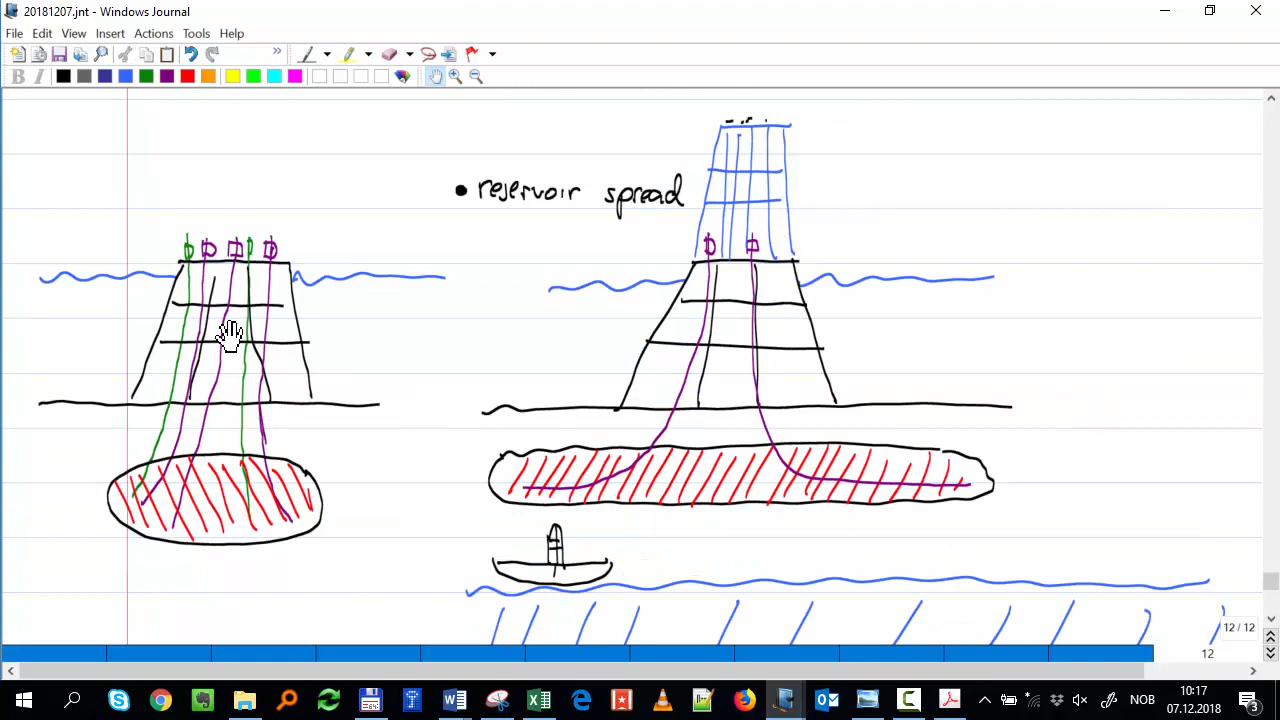 20181207.jnt - Windows Journal
File Edit View Insert Actions Tools Help
B I
• reservoir spread
12 / 12
12
NOB
10:17
07.12.2018
3